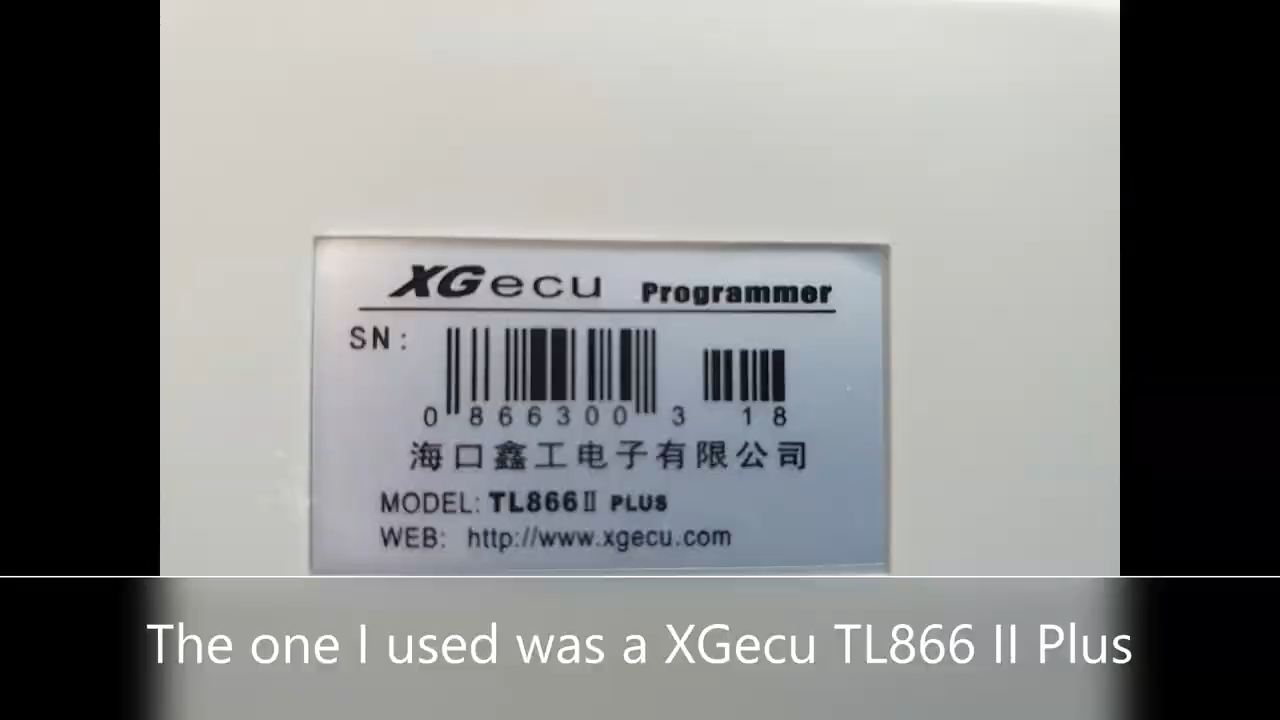 XGecu Programmer
SN:
0 866300 3 18
海口鑫工电子有限公司
MODEL: TL866Ⅱ PLUS
WEB: http://www.xgecu.com
The one I used was a XGecu TL866 II Plus